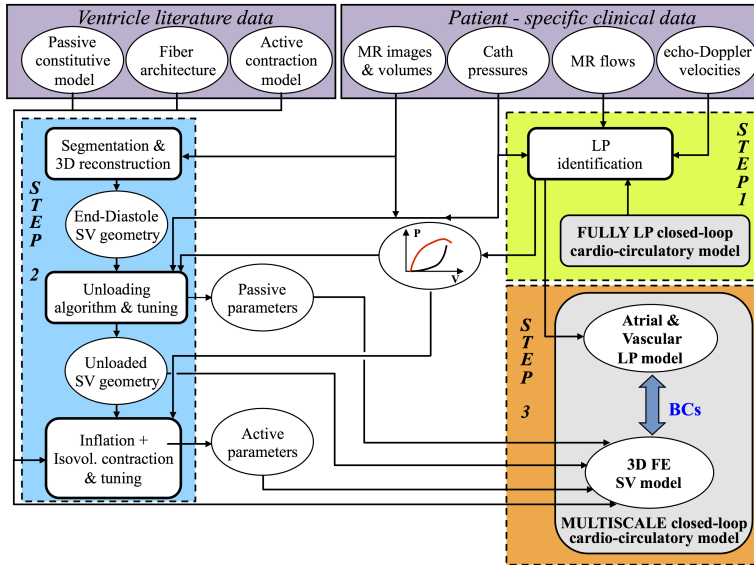 Ventricle literature data
Passive
constitutive
model
Fiber
architecture
Active
contraction
model
Patient - specific clinical data
MR images
& volumes
Cath
pressures
MR flows
echo-Doppler
velocities
STEP 1
LP
identification
FULLY LP closed-loop
cardio-circulatory model
STEP 2
Segmentation &
3D reconstruction
End-Diastole
SV geometry
Unloading
algorithm & tuning
Unloaded
SV geometry
Inflation +
Isovol. contraction
& tuning
P
V
Passive
parameters
Active
parameters
STEP 3
Atrial &
Vascular
LP model
BCs
3D FE
SV model
MULTISCALE closed-loop
cardio-circulatory model